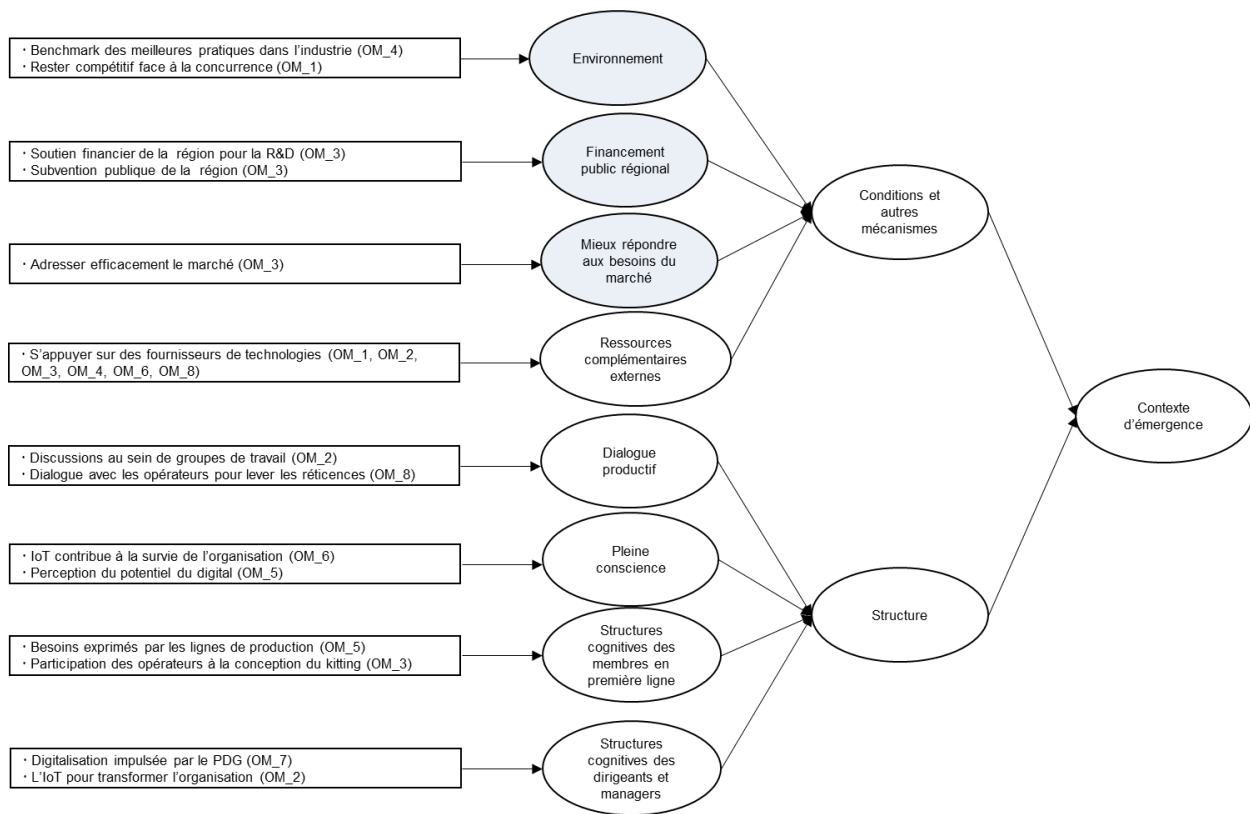 · Benchmark des meilleures pratiques dans l'industrie (OM_4)
· Rester compétitif face à la concurrence (OM_1)
Environnement
· Soutien financier de la région pour la R&D (OM_3)
· Subvention publique de la région (OM_3)
Financement
public régional
Conditions et
autres
mécanismes
· Adresser efficacement le marché (OM_3)
Mieux répondre
aux besoins du
marché
· S'appuyer sur des fournisseurs de technologies (OM_1, OM_2,
OM_3, OM_4, OM_6, OM_8)
Ressources
complémentaires
externes
Contexte
d'émergence
· Discussions au sein de groupes de travail (OM_2)
· Dialogue avec les opérateurs pour lever les réticences (OM_8)
Dialogue
productif
· IoT contribue à la survie de l'organisation (OM_6)
· Perception du potentiel du digital (OM_5)
Pleine
conscience
Structure
· Besoins exprimés par les lignes de production (OM_5)
· Participation des opérateurs à la conception du kitting (OM_3)
Structures
cognitives des
membres en
première ligne
· Digitalisation impulsée par le PDG (OM_7)
· L'IoT pour transformer l'organisation (OM_2)
Structures
cognitives des
dirigeants et
managers